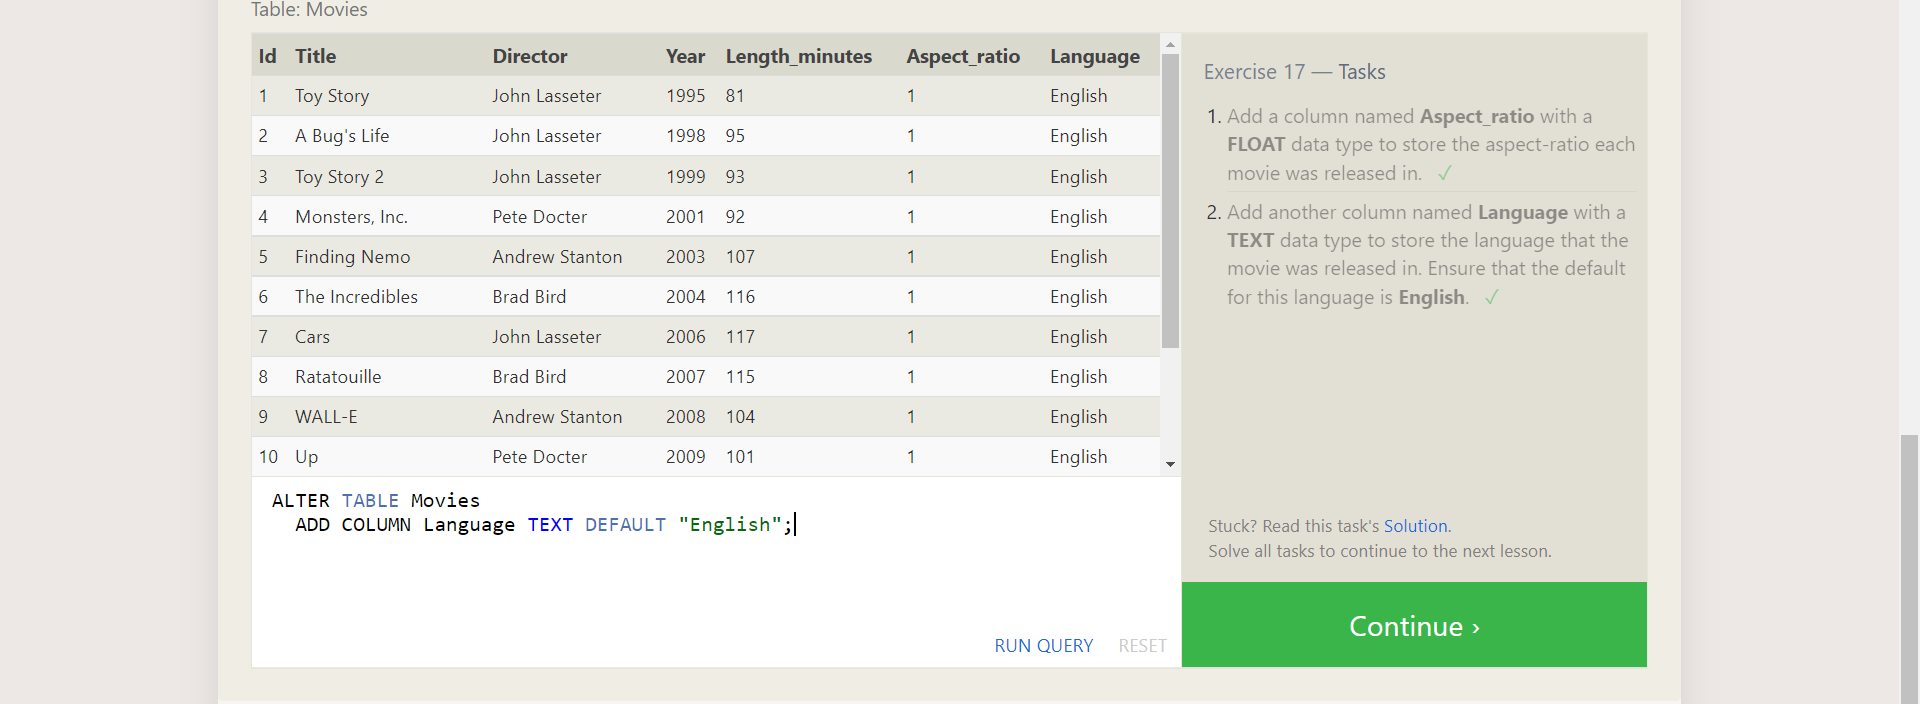 Table: Movies
Id Title Director Year Length_minutes Aspect_ratio Language
1 Toy Story John Lasseter 1995 81 1 English
2 A Bug's Life John Lasseter 1998 95 1 English
3 Toy Story 2 John Lasseter 1999 93 1 English
4 Monsters, Inc. Pete Docter 2001 92 1 English
5 Finding Nemo Andrew Stanton 2003 107 1 English
6 The Incredibles Brad Bird 2004 116 1 English
7 Cars John Lasseter 2006 117 1 English
8 Ratatouille Brad Bird 2007 115 1 English
9 WALL-E Andrew Stanton 2008 104 1 English
10 Up Pete Docter 2009 101 1 English
ALTER TABLE Movies
ADD COLUMN Language TEXT DEFAULT "English";
RUN QUERY RESET
Exercise 17 — Tasks
1. Add a column named Aspect_ratio with a
FLOAT data type to store the aspect-ratio each
movie was released in. ✓
2. Add another column named Language with a
TEXT data type to store the language that the
movie was released in. Ensure that the default
for this language is English. ✓
Stuck? Read this task's Solution.
Solve all tasks to continue to the next lesson.
Continue ›